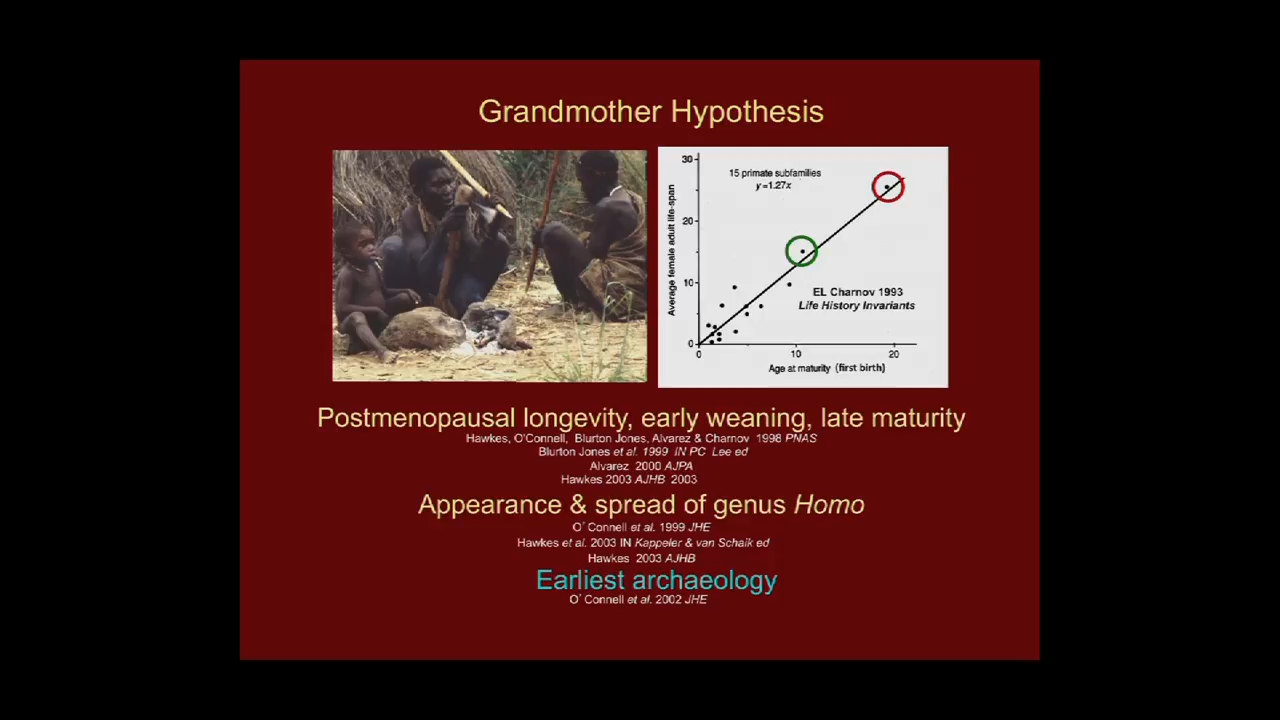 Grandmother Hypothesis
30
15 primate subfamilies
y=1.27x
20
Average female adult life-span
10
EL Charnov 1993
Life History Invariants
0
0 10 20
Age at maturity (first birth)
Postmenopausal longevity, early weaning, late maturity
Hawkes, O'Connell, Blurton Jones, Alvarez & Charnov 1998 PNAS
Blurton Jones et al. 1999 IN PC Lee ed
Alvarez 2000 AJPA
Hawkes 2003 AJHB 2003
Appearance & spread of genus Homo
O'Connell et al. 1999 JHE
Hawkes et al. 2003 IN Kappeler & van Schaik ed
Hawkes 2003 AJHB
Earliest archaeology
O'Connell et al. 2002 JHE